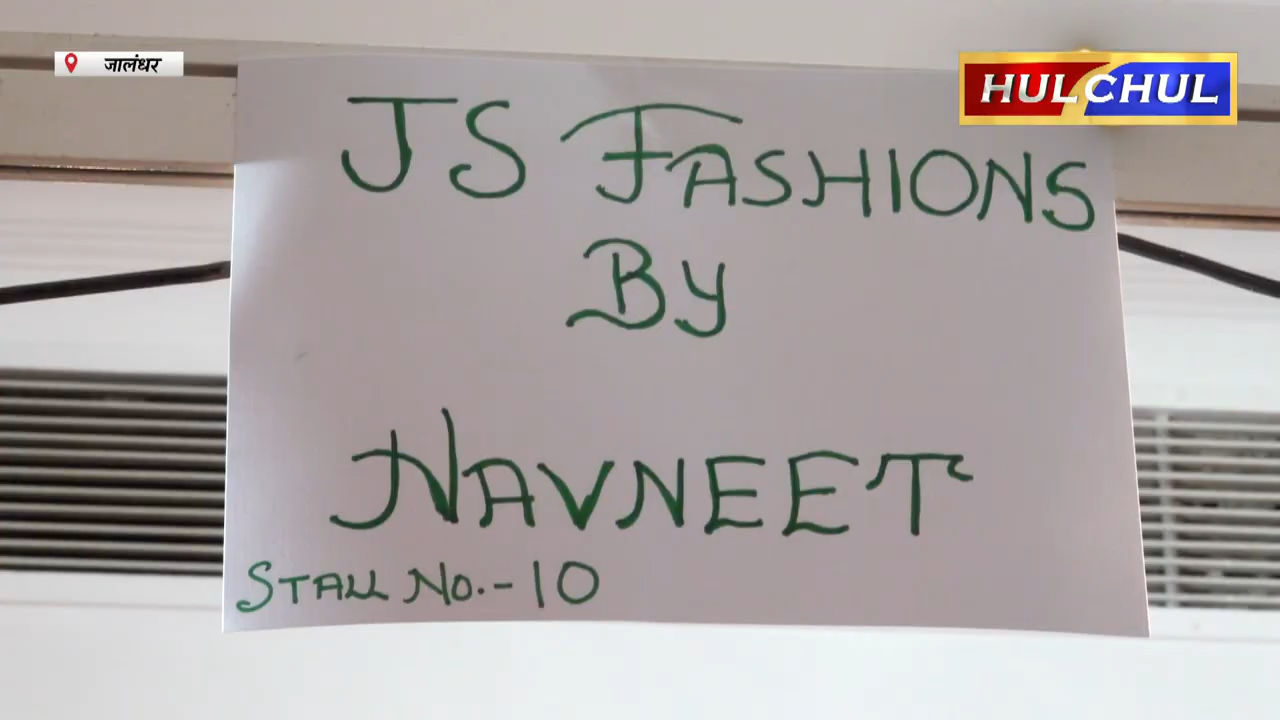 जालंधर
HULCHUL
JS FASHIONS
BY
NAVNEET
STALL NO.-10